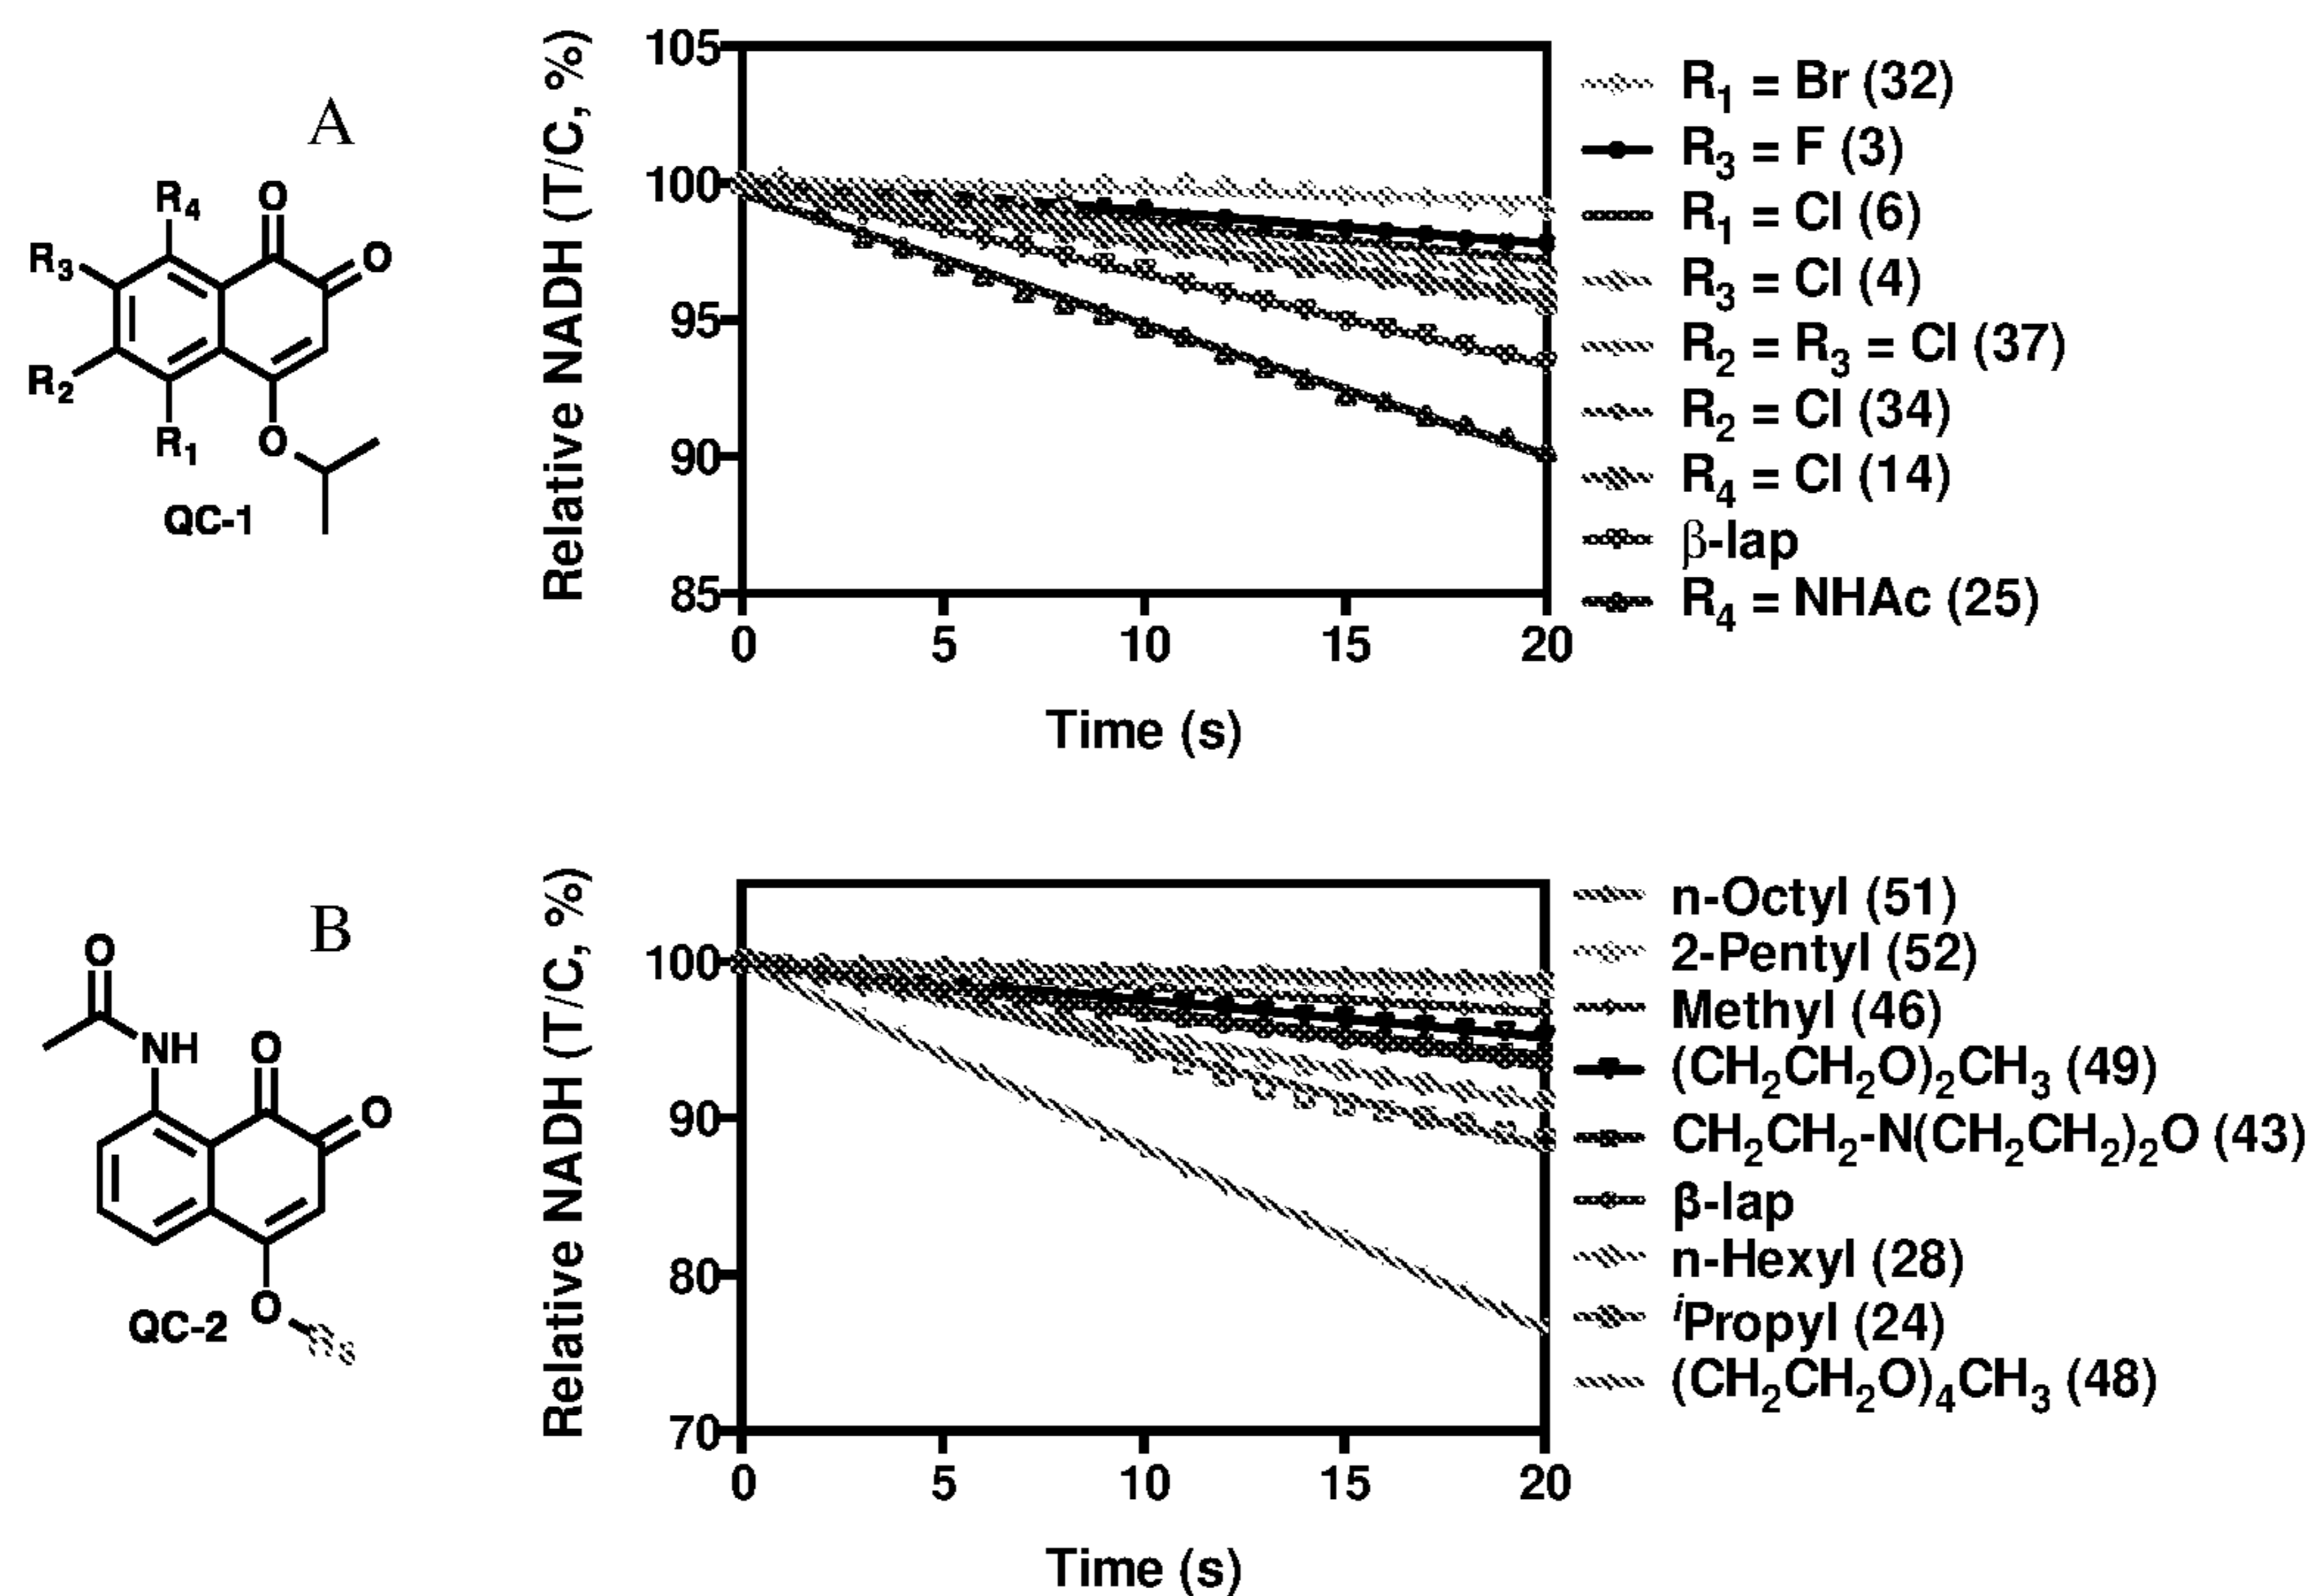 A
R4
O
O
R3
R2
R1
O
QC-1
Relative NADH (T/C, %)
105
100
95
90
85
0 5 10 15 20
Time (s)
R1 = Br (32)
R3 = F (3)
R1 = Cl (6)
R3 = Cl (4)
R2 = R3 = Cl (37)
R2 = Cl (34)
R4 = Cl (14)
β-lap
R4 = NHAc (25)
B
O
NH
O
O
O
QC-2
Relative NADH (T/C, %)
100
90
80
70
0 5 10 15 20
Time (s)
n-Octyl (51)
2-Pentyl (52)
Methyl (46)
(CH2CH2O)2CH3 (49)
CH2CH2-N(CH2CH2)2O (43)
β-lap
n-Hexyl (28)
iPropyl (24)
(CH2CH2O)4CH3 (48)